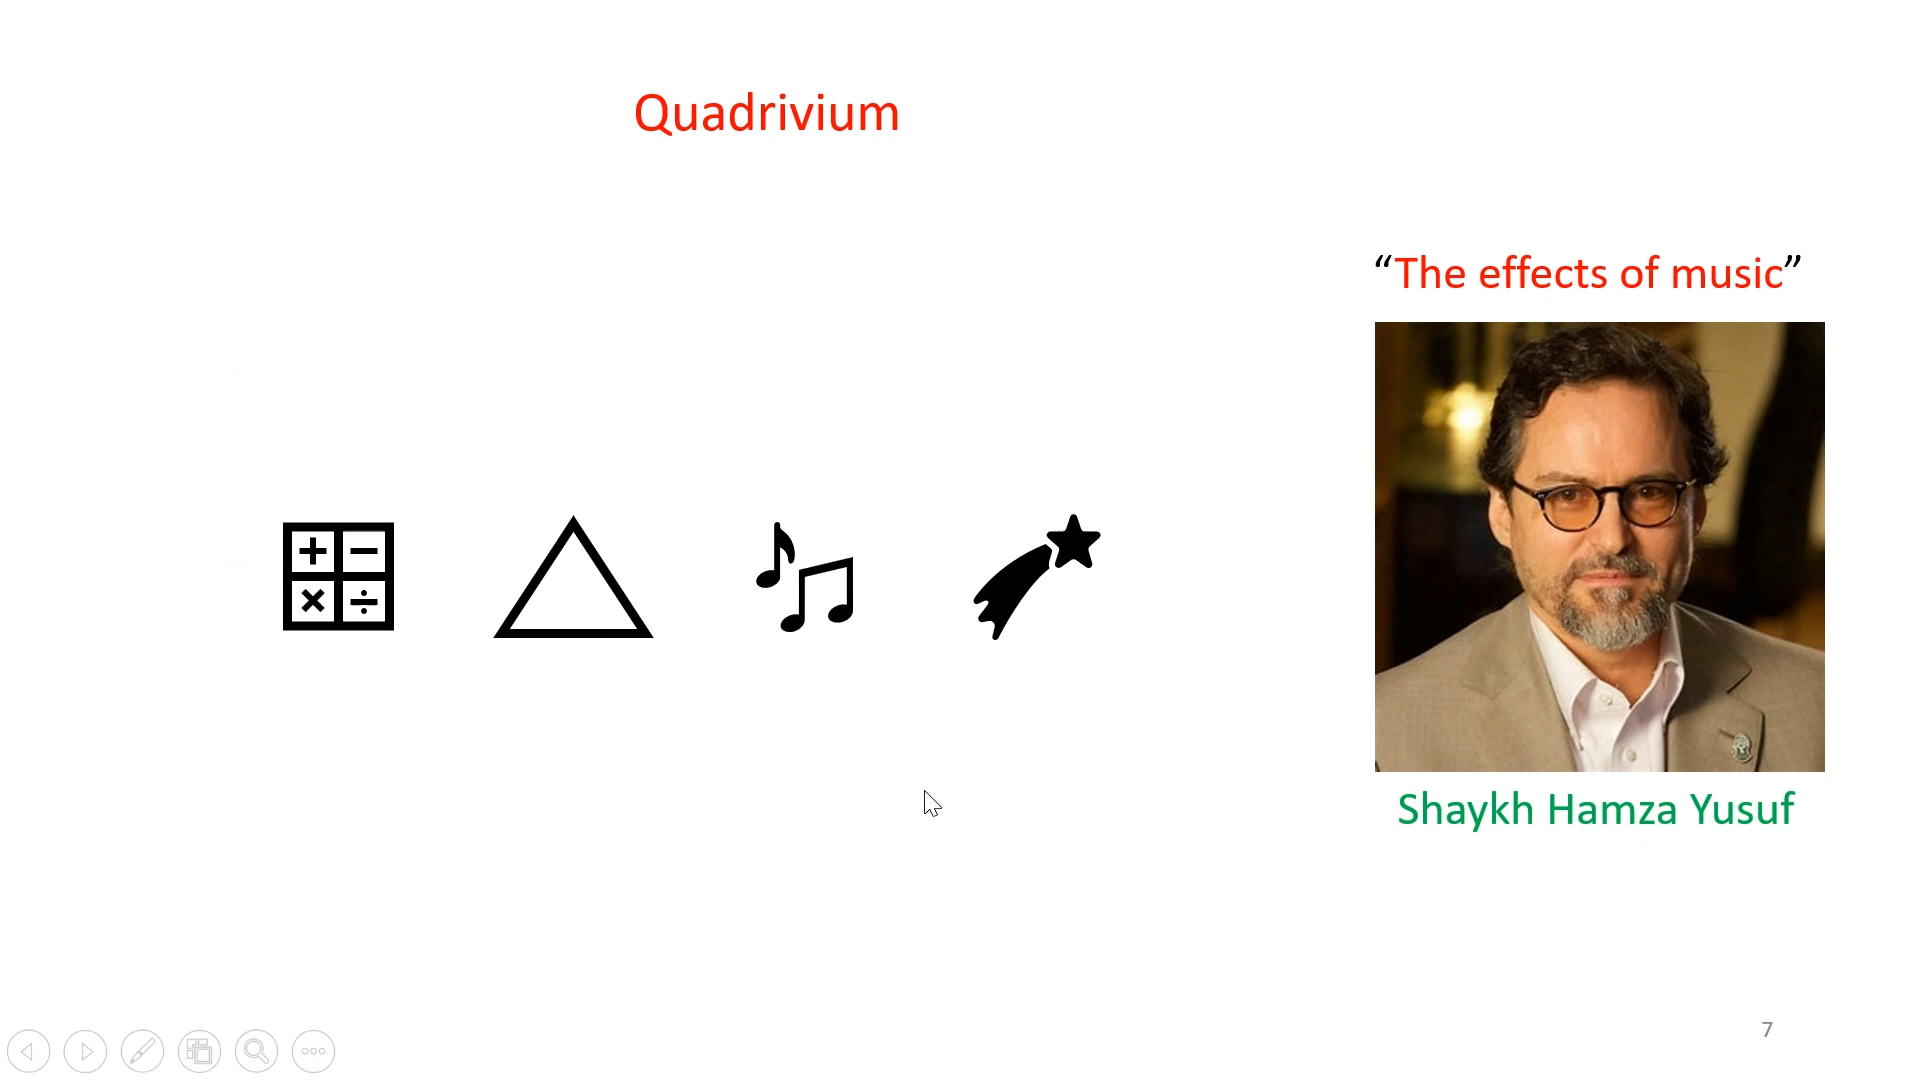 Quadrivium
“The effects of music”
Shaykh Hamza Yusuf
7